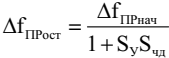 Δf_ПРост = Δf_ПРнач / (1 + S_У S_чд)